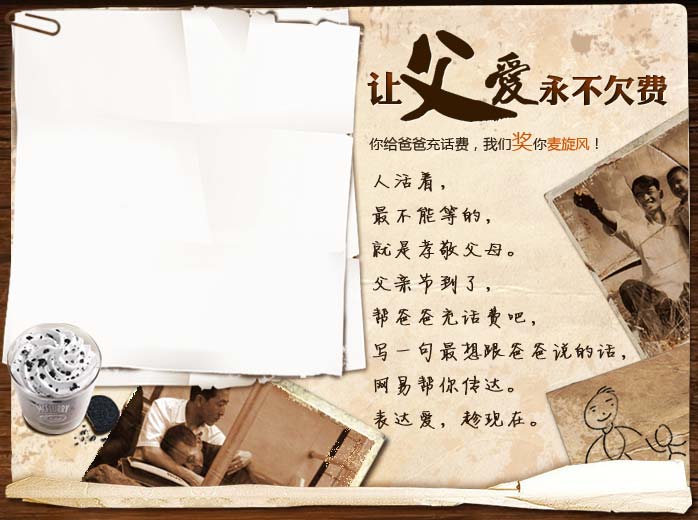 让父爱永不欠费
你给爸爸充话费，我们奖你麦旋风！
人活着，
最不能等的，
就是孝敬父母。
父亲节到了，
帮爸爸充话费吧，
写一句最想跟爸爸说的话，
网易帮你传达。
表达爱，趁现在。
McFLURRY